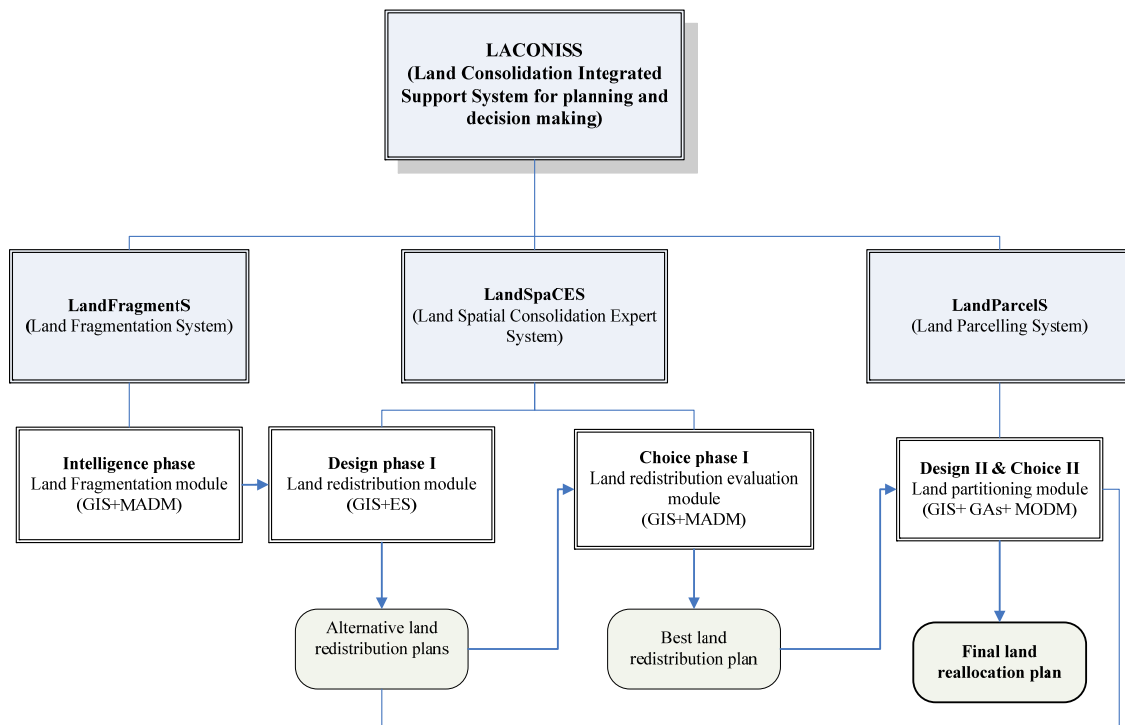 LACONISS
(Land Consolidation Integrated
Support System for planning and
decision making)
LandFragmentS
(Land Fragmentation System)
LandSpaCES
(Land Spatial Consolidation Expert
System)
LandParcelS
(Land Parcelling System)
Intelligence phase
Land Fragmentation module
(GIS+MADM)
Design phase I
Land redistribution module
(GIS+ES)
Choice phase I
Land redistribution evaluation
module
(GIS+MADM)
Design II & Choice II
Land partitioning module
(GIS+ GAs+ MODM)
Alternative land
redistribution plans
Best land
redistribution plan
Final land
reallocation plan